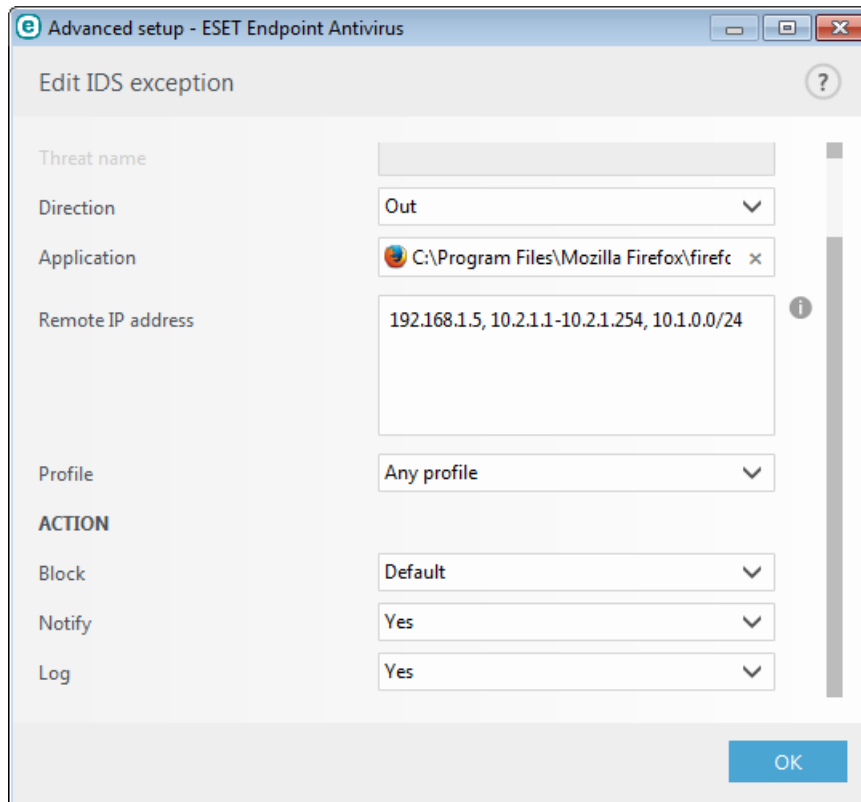 Advanced setup - ESET Endpoint Antivirus
Edit IDS exception
?
Threat name
Direction Out
Application C:\Program Files\Mozilla Firefox\firefc
Remote IP address 192.168.1.5, 10.2.1.1-10.2.1.254, 10.1.0.0/24
Profile Any profile
ACTION
Block Default
Notify Yes
Log Yes
OK